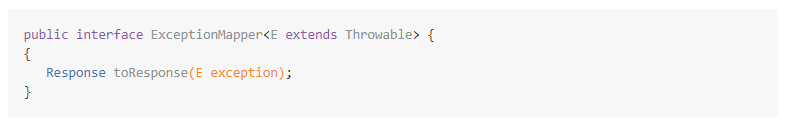 public interface ExceptionMapper<E extends Throwable> {
{
   Response toResponse(E exception);
}